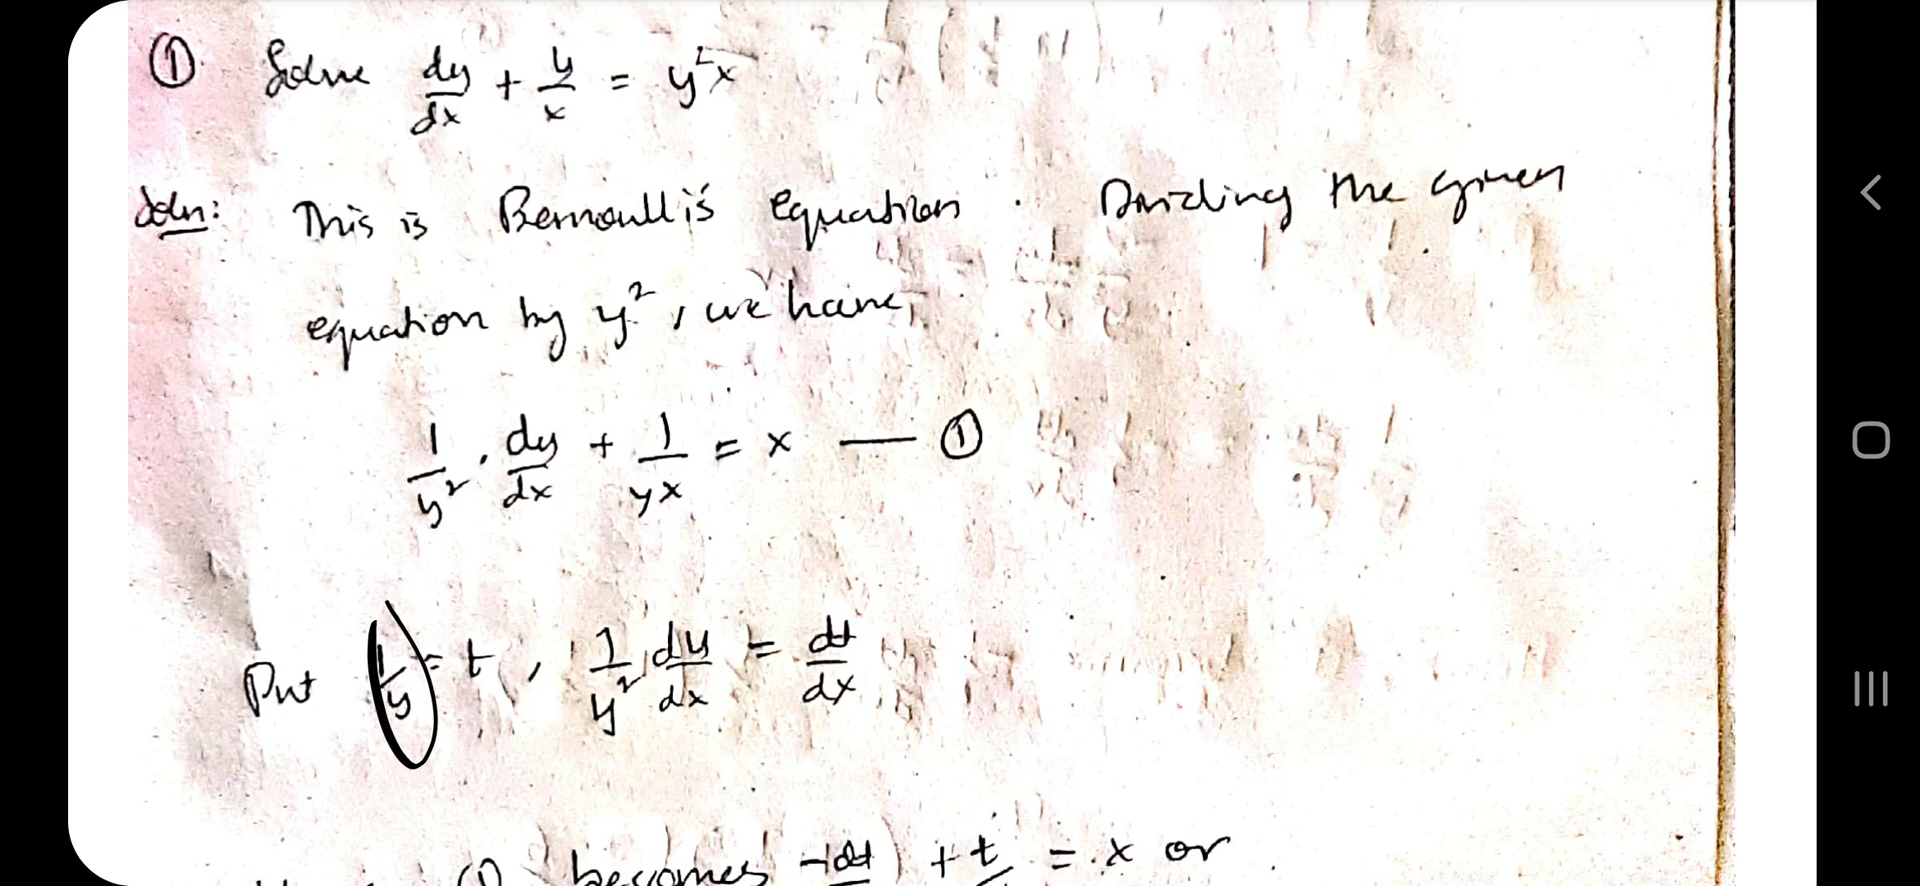 ① Solve dy/dx + y/x = y²x
Soln: This is Bernoulli's equation. Dividing the given
equation by y², we have,
1/y² . dy/dx + 1/yx = x — ①
Put 1/y = t, 1/y² dy/dx = dt/dx
① becomes -dt + t = x or